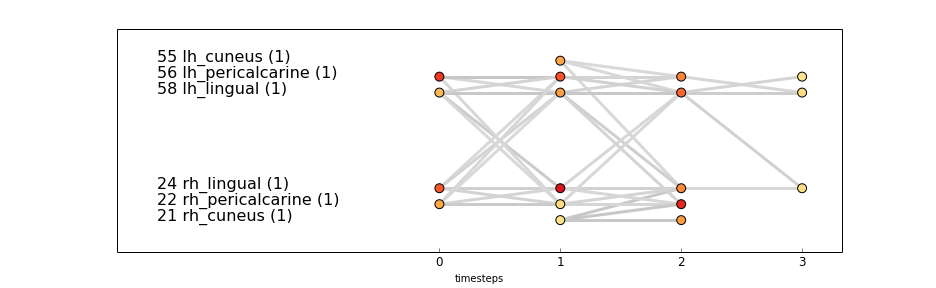 55 lh_cuneus (1)
56 lh_pericalcarine (1)
58 lh_lingual (1)
24 rh_lingual (1)
22 rh_pericalcarine (1)
21 rh_cuneus (1)
0 1 2 3
timesteps